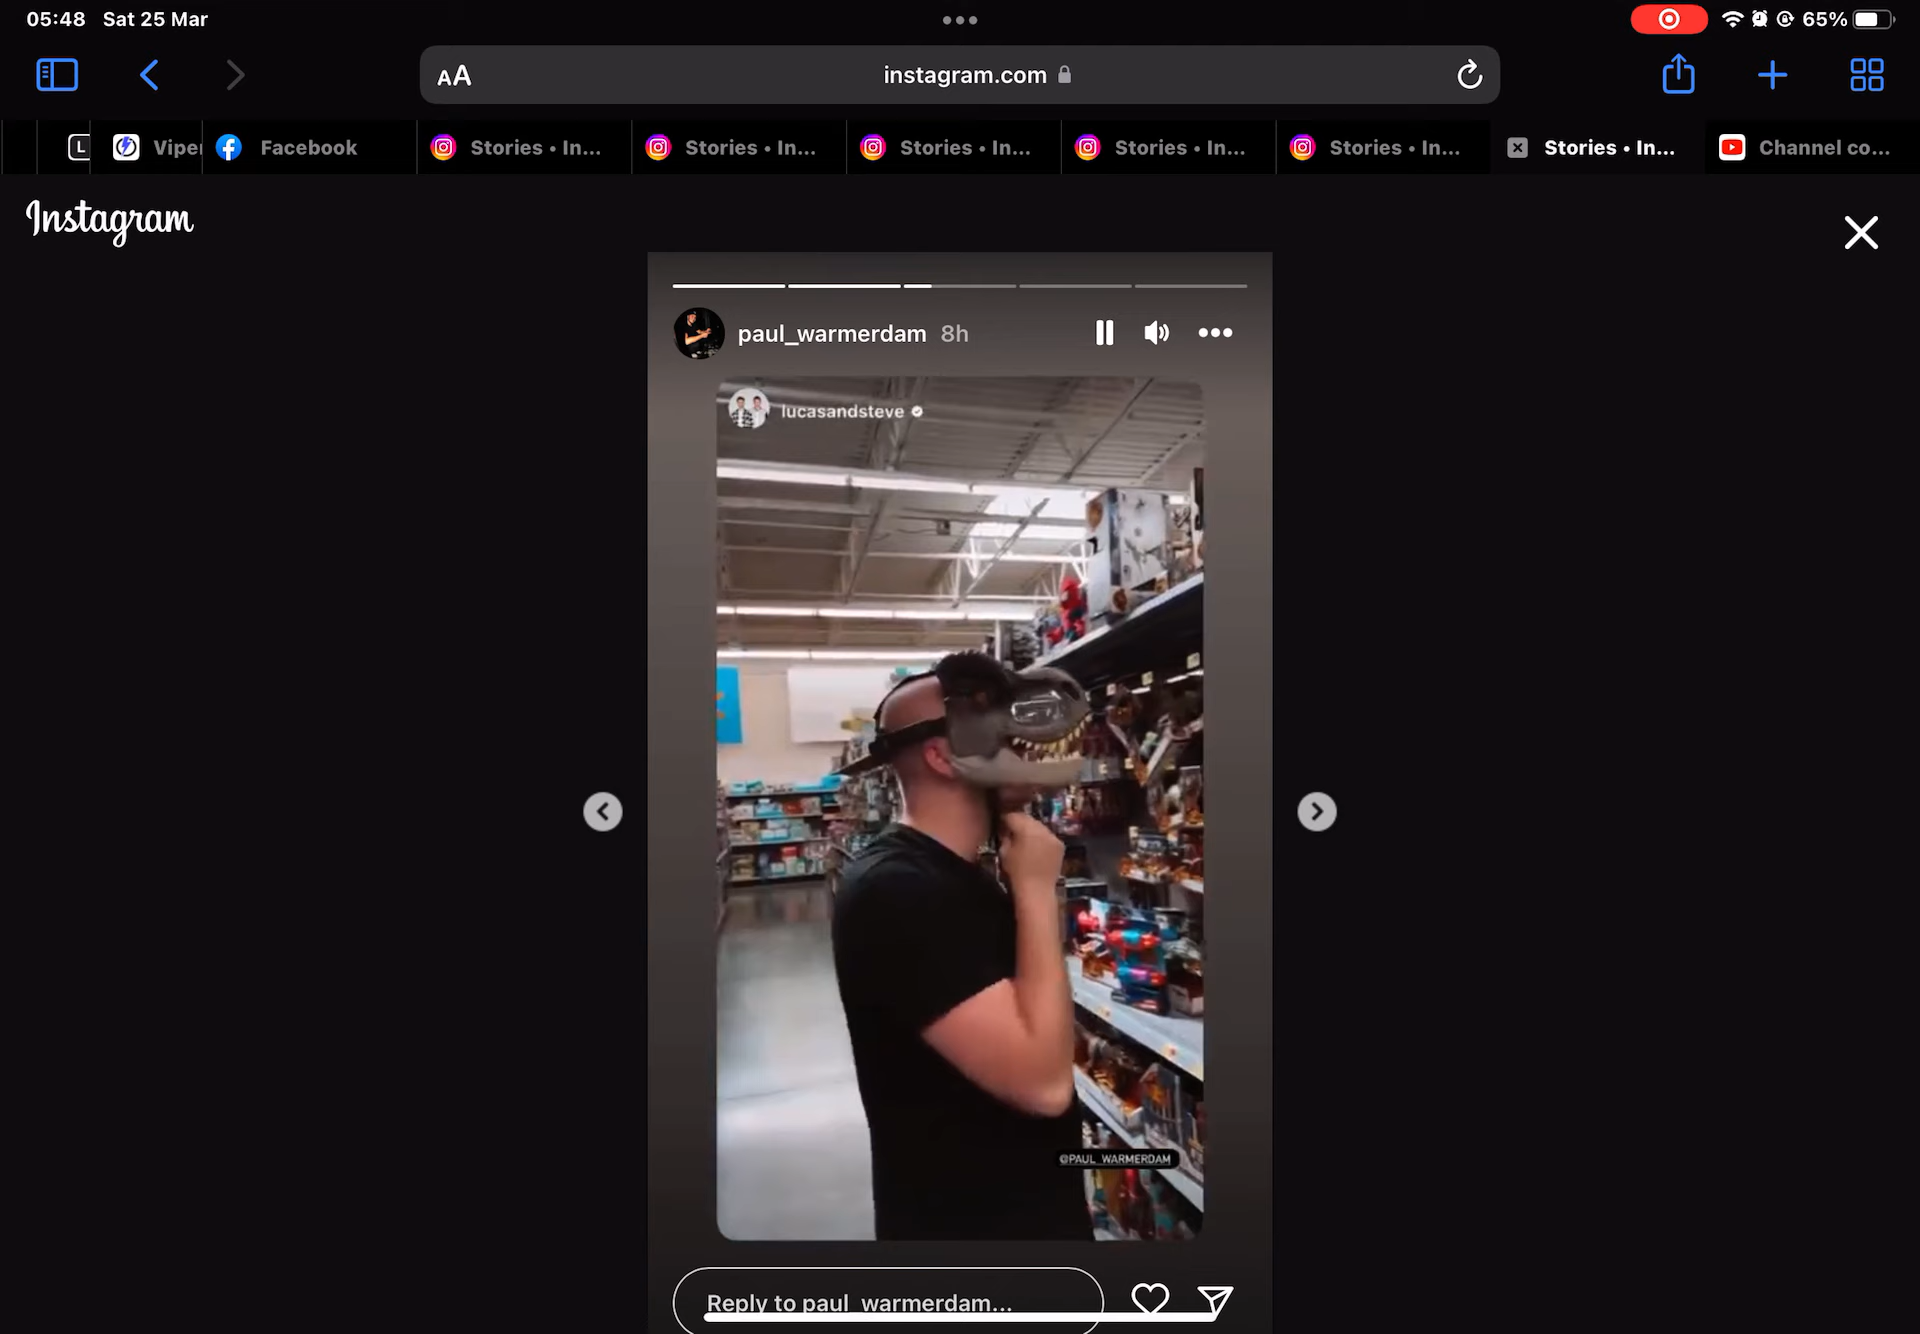 05:48 Sat 25 Mar
65%
AA
instagram.com
L
Viper
Facebook
Stories • In...
Stories • In...
Stories • In...
Stories • In...
Stories • In...
Stories • In...
Channel co...
Instagram
paul_warmerdam 8h
lucasandsteve
@PAUL_WARMERDAM
Reply to paul_warmerdam...